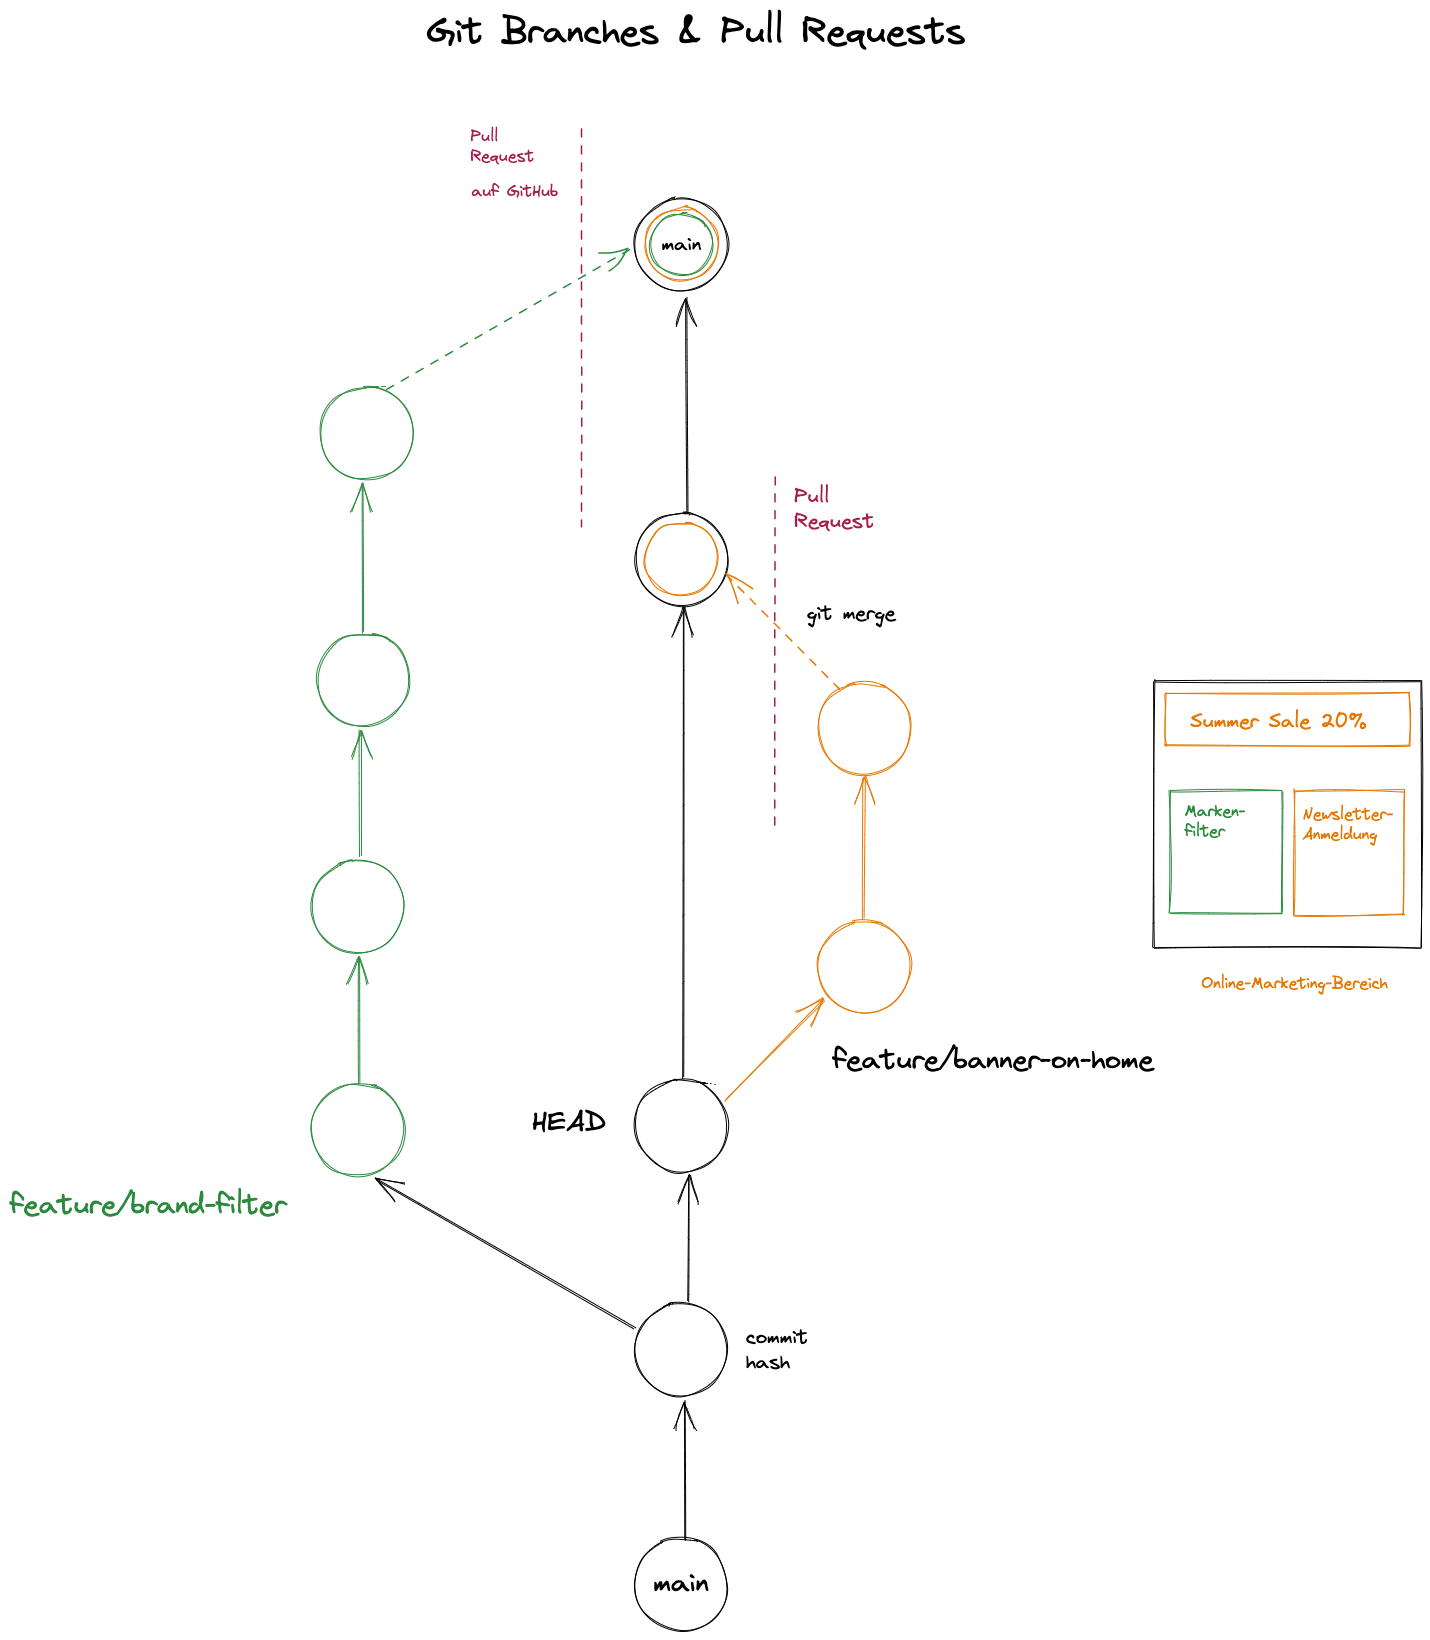 Git Branches & Pull Requests
Pull
Request
auf GitHub
main
Pull
Request
git merge
Summer Sale 20%
Marken-
filter
Newsletter-
Anmeldung
Online-Marketing-Bereich
feature/banner-on-home
HEAD
feature/brand-filter
commit
hash
main